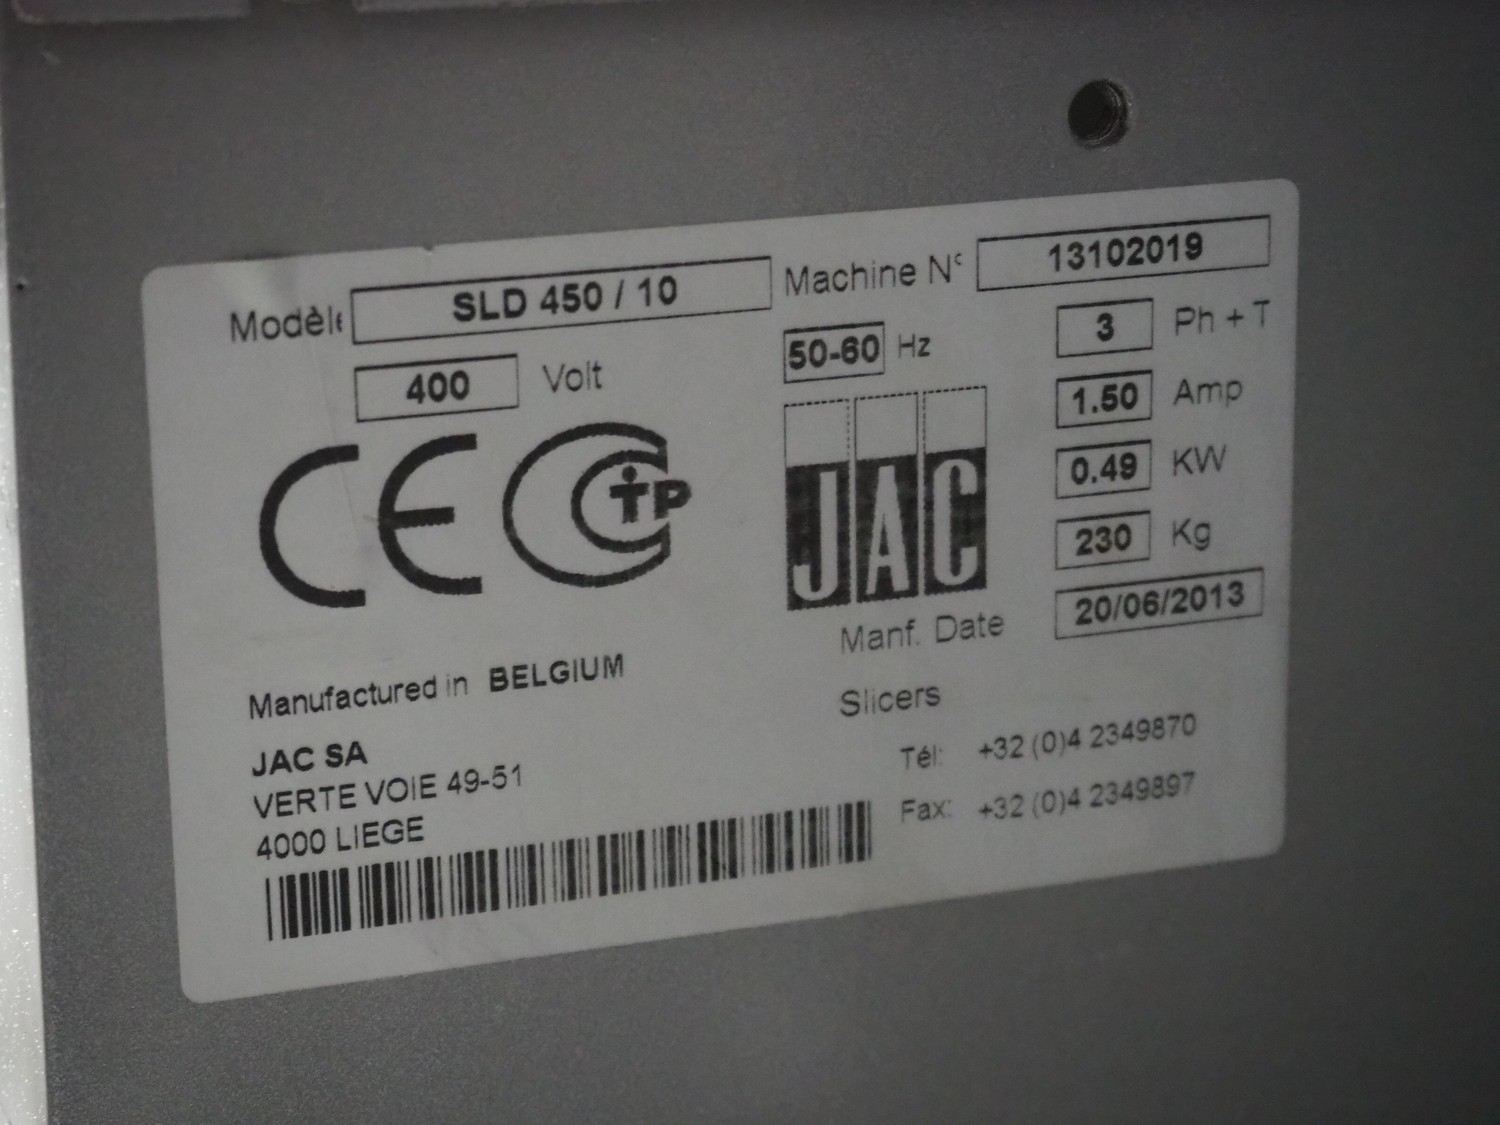 Modèle SLD 450 / 10 Machine N° 13102019
400 Volt 50-60 Hz 3 Ph + T
1.50 Amp
0.49 KW
230 Kg
CE CTP JAC
Manf. Date 20/06/2013
Manufactured in BELGIUM
Slicers
JAC SA
VERTE VOIE 49-51
4000 LIEGE
Tél: +32 (0)4 2349870
Fax: +32 (0)4 2349897